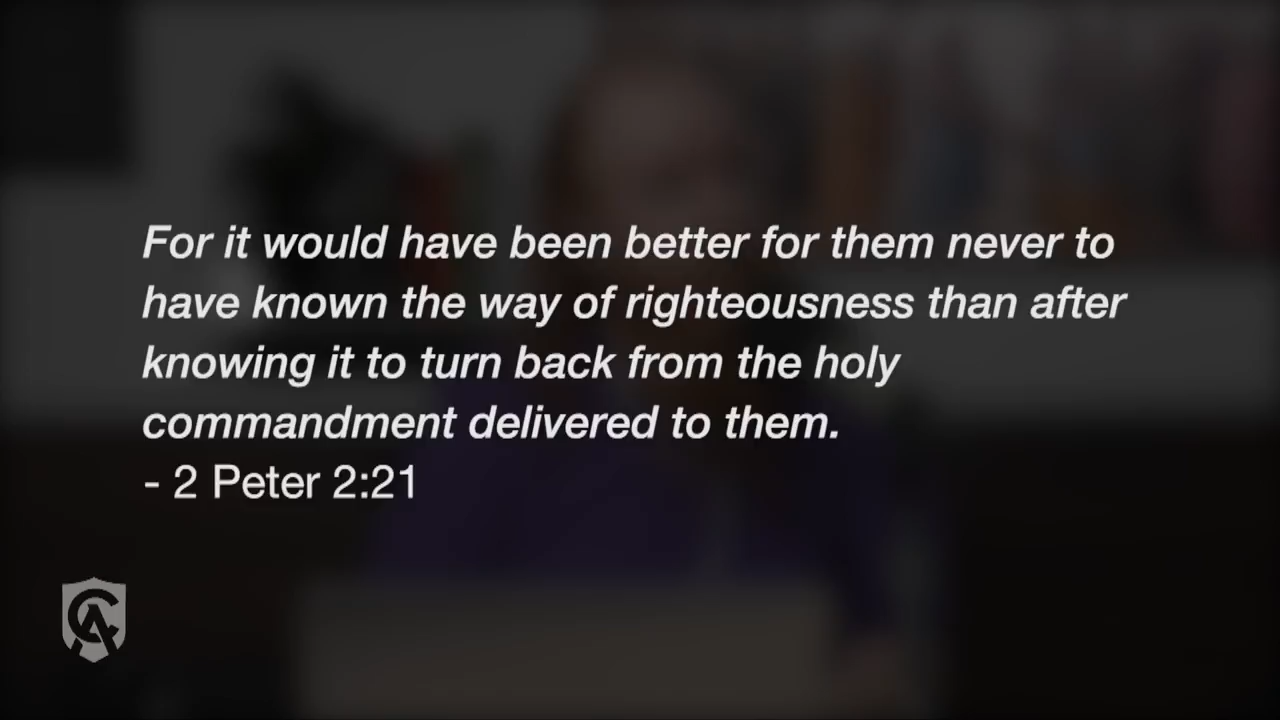 For it would have been better for them never to
have known the way of righteousness than after
knowing it to turn back from the holy
commandment delivered to them.
- 2 Peter 2:21
CA